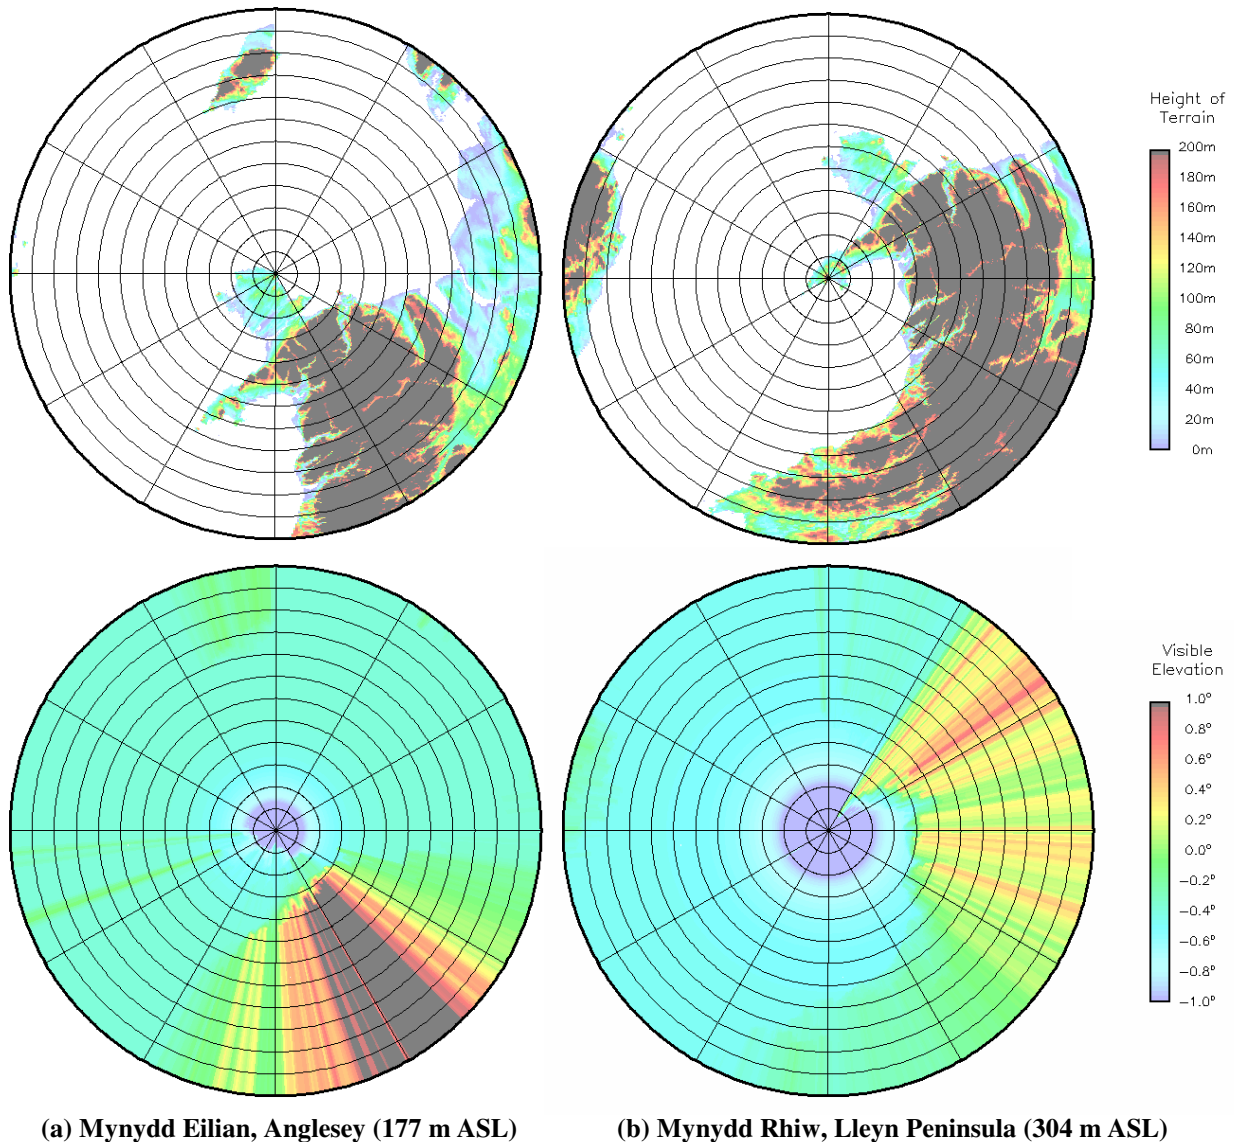 Height of
Terrain
200m
180m
160m
140m
120m
100m
80m
60m
40m
20m
0m
Visible
Elevation
1.0°
0.8°
0.6°
0.4°
0.2°
0.0°
−0.2°
−0.4°
−0.6°
−0.8°
−1.0°
(a) Mynydd Eilian, Anglesey (177 m ASL)
(b) Mynydd Rhiw, Lleyn Peninsula (304 m ASL)